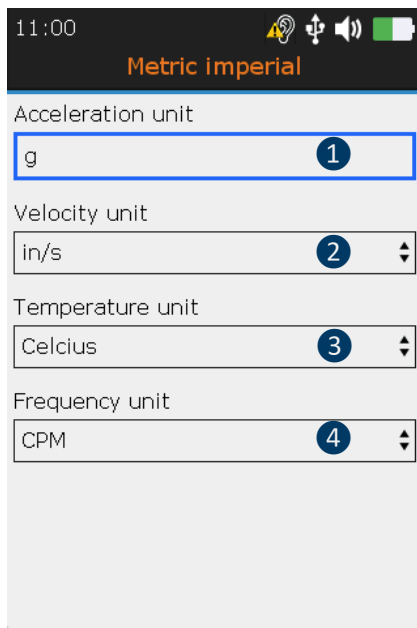 11:00
Metric imperial
Acceleration unit
g 1
Velocity unit
in/s 2
Temperature unit
Celcius 3
Frequency unit
CPM 4